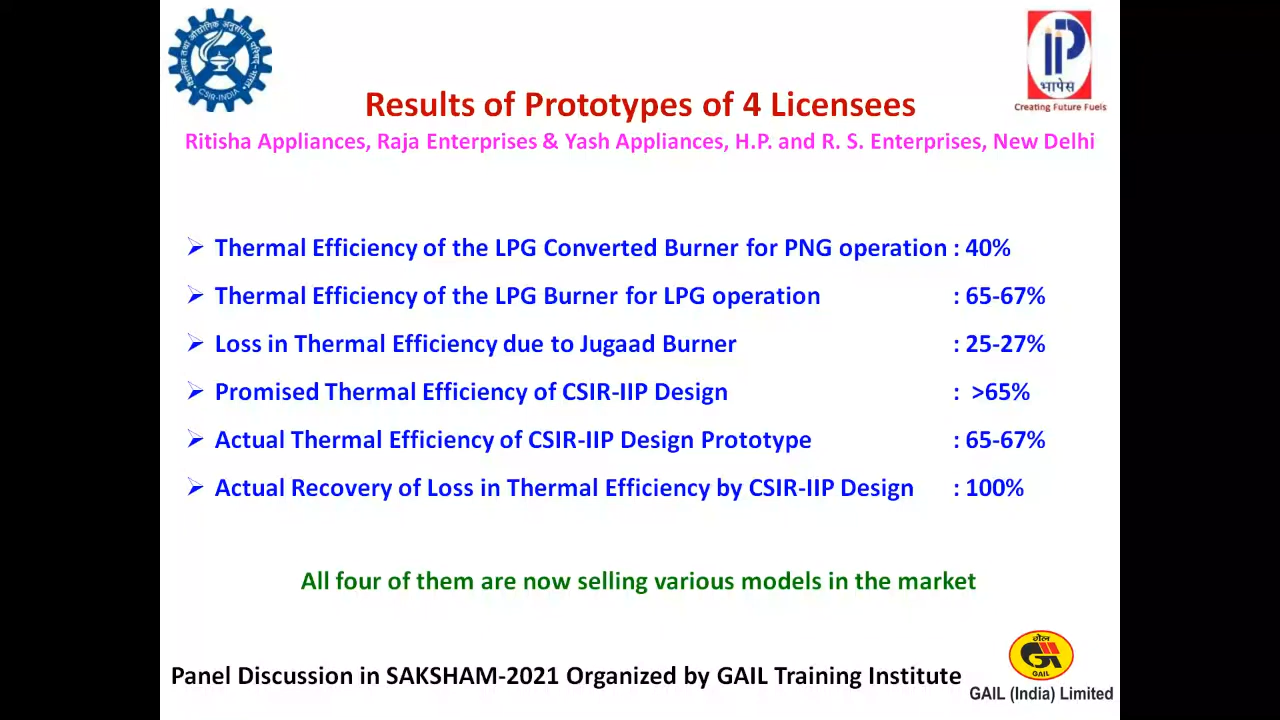 Results of Prototypes of 4 Licensees
Ritisha Appliances, Raja Enterprises & Yash Appliances, H.P. and R. S. Enterprises, New Delhi
Thermal Efficiency of the LPG Converted Burner for PNG operation : 40%
Thermal Efficiency of the LPG Burner for LPG operation : 65-67%
Loss in Thermal Efficiency due to Jugaad Burner : 25-27%
Promised Thermal Efficiency of CSIR-IIP Design : >65%
Actual Thermal Efficiency of CSIR-IIP Design Prototype : 65-67%
Actual Recovery of Loss in Thermal Efficiency by CSIR-IIP Design : 100%
All four of them are now selling various models in the market
Panel Discussion in SAKSHAM-2021 Organized by GAIL Training Institute
CSIR-INDIA
IIP
भापेसं
Creating Future Fuels
गेल
GAIL
GAIL (India) Limited